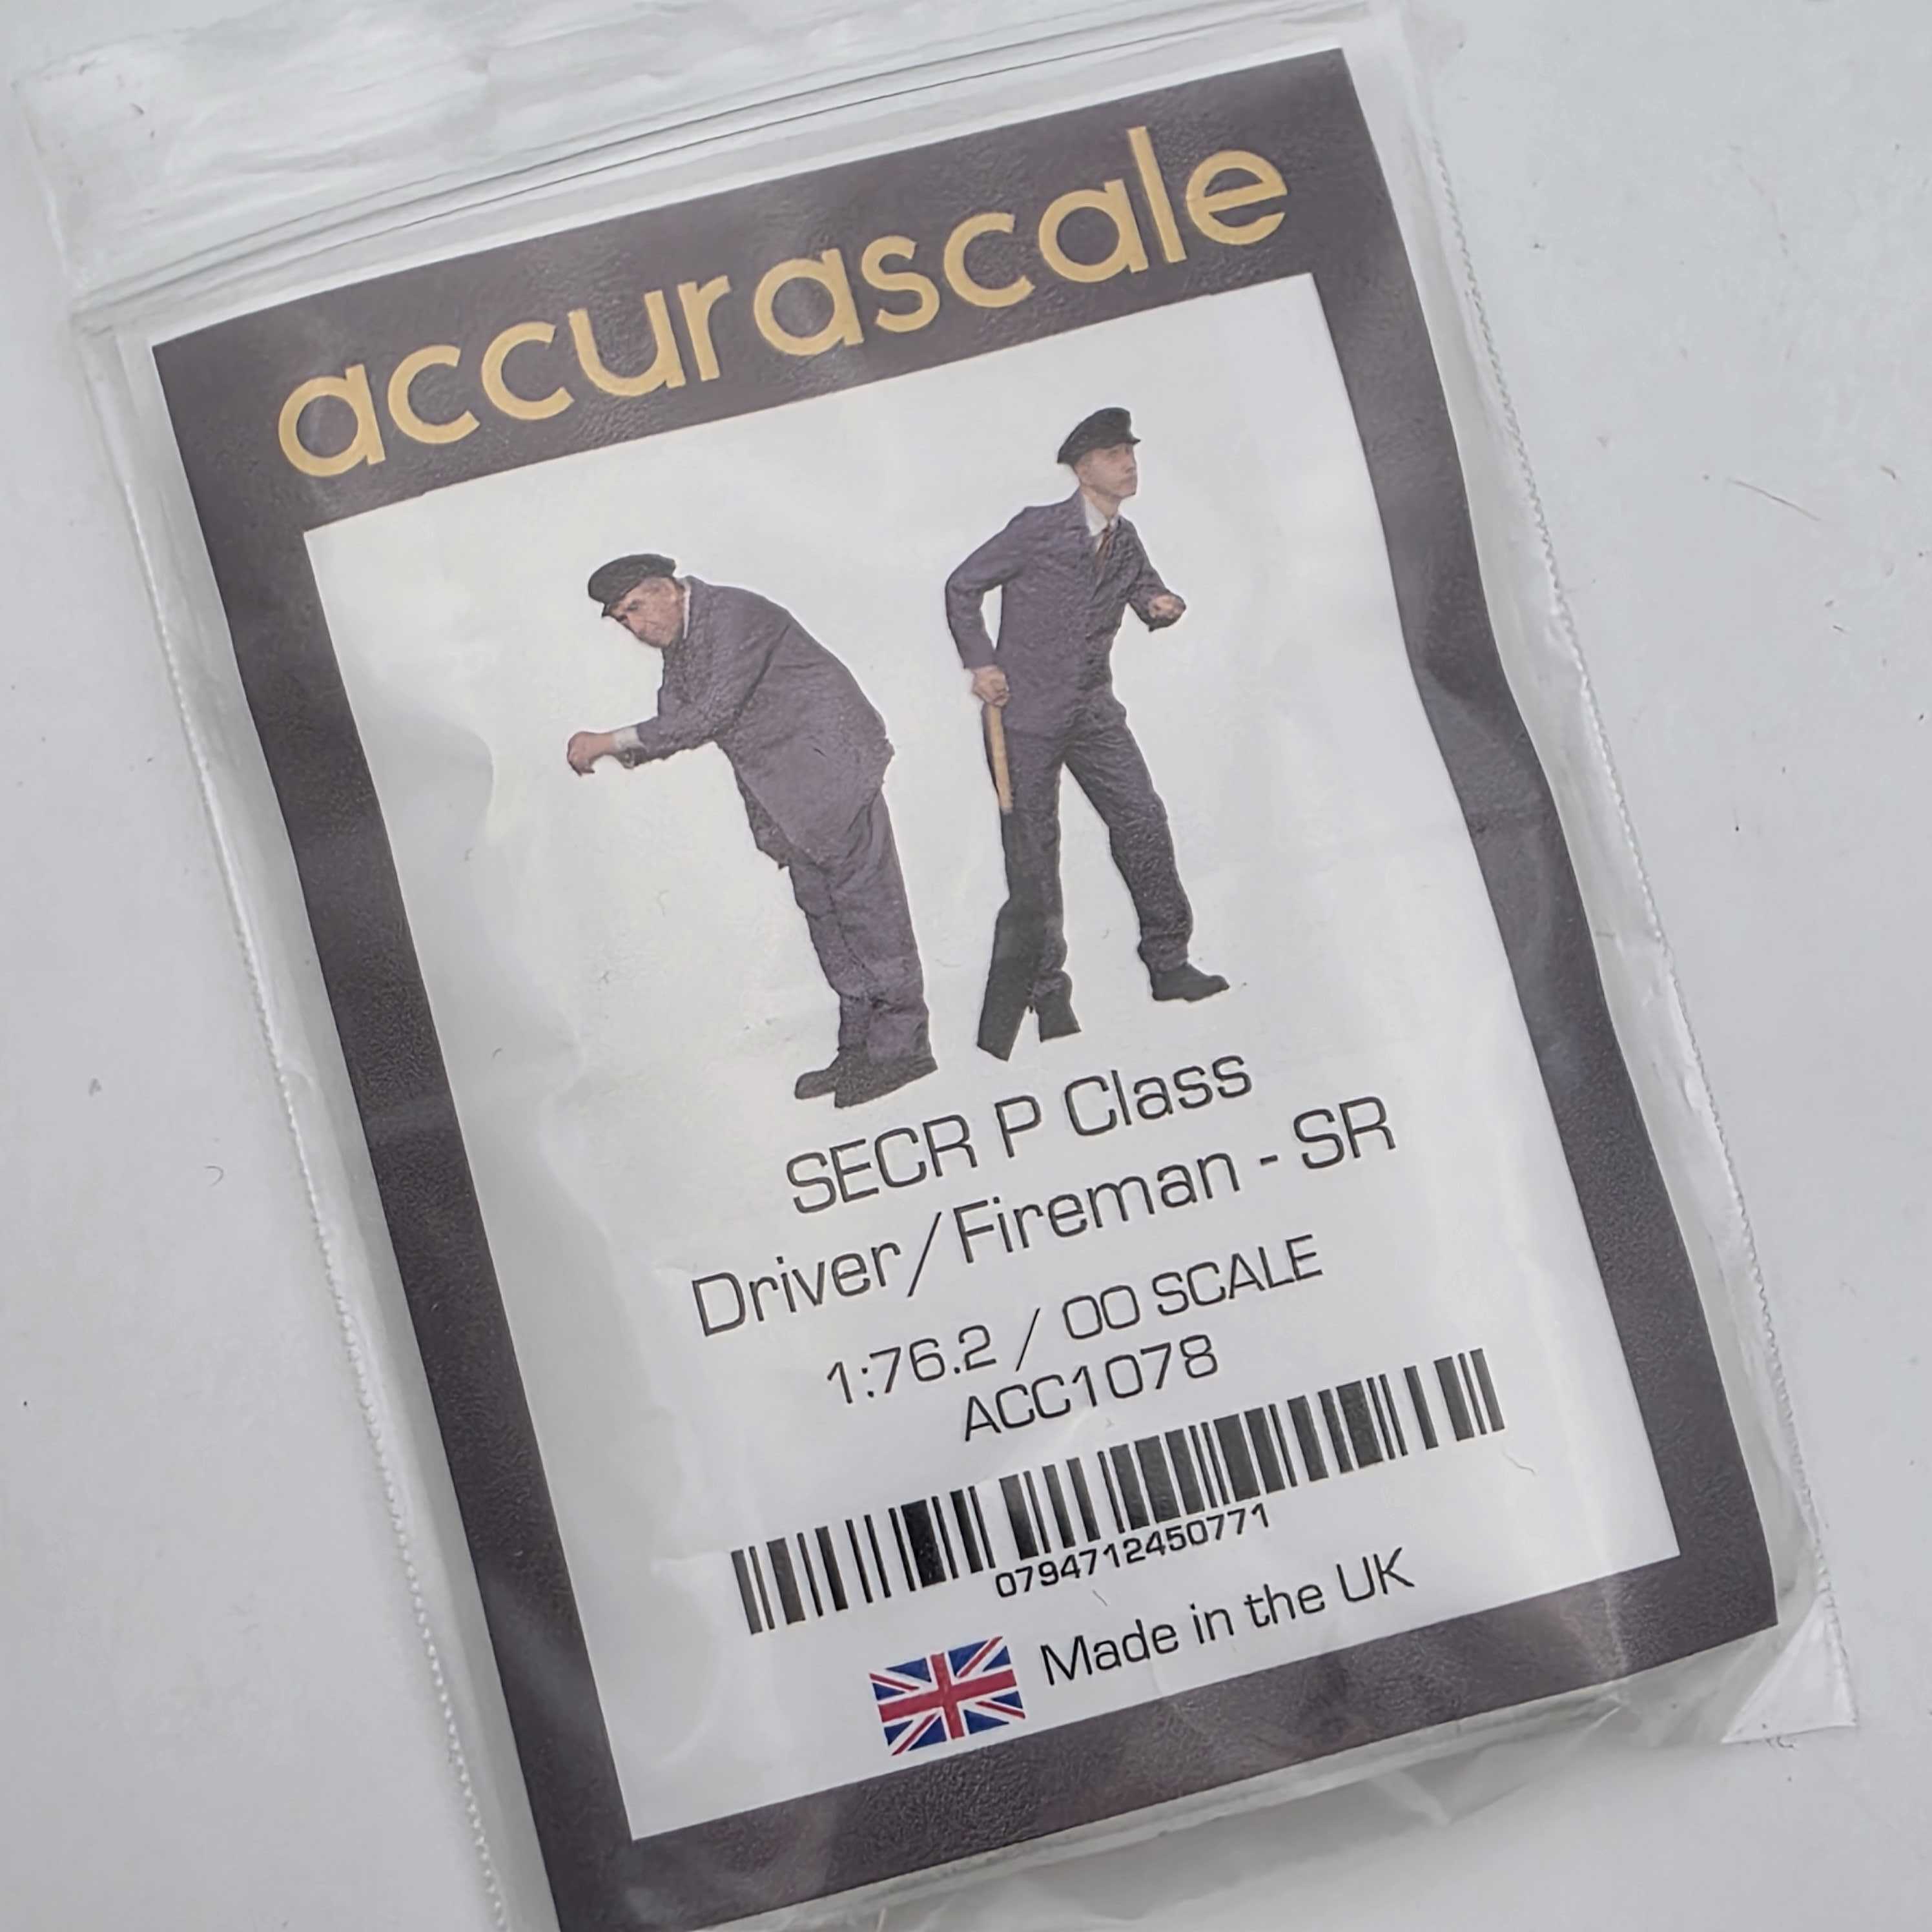 accurascale
SECR P Class
Driver/Fireman - SR
1:76.2 / OO SCALE
ACC1078
0794712450771
Made in the UK